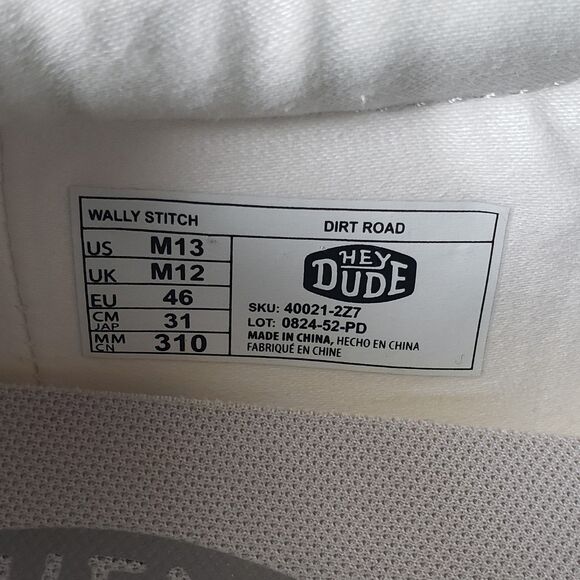 WALLY STITCH DIRT ROAD
US M13
UK M12
EU 46
CM JAP 31
MM CN 310
HEY
DUDE
SKU: 40021-2Z7
LOT: 0824-52-PD
MADE IN CHINA, HECHO EN CHINA
FABRIQUÉ EN CHINE